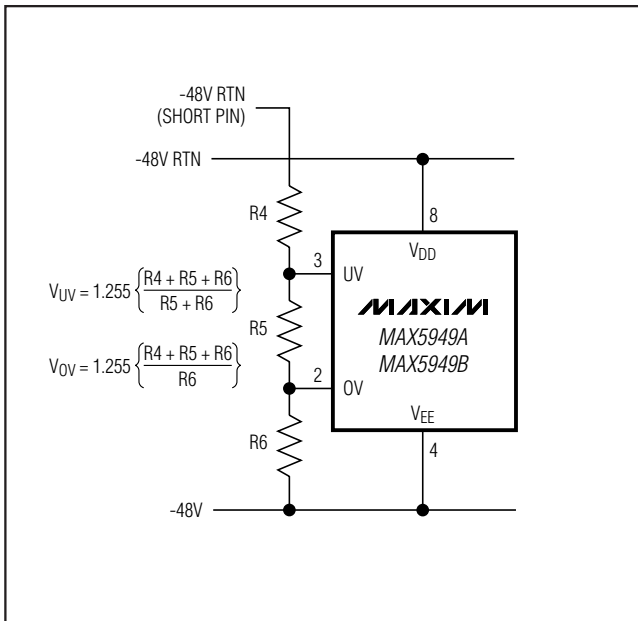 -48V RTN
(SHORT PIN)
-48V RTN
R4
8
VDD
3
UV
VUV = 1.255 {R4 + R5 + R6 / R5 + R6}
MAXIM
R5
MAX5949A
MAX5949B
VOV = 1.255 {R4 + R5 + R6 / R6}
2
OV
VEE
R6
4
-48V